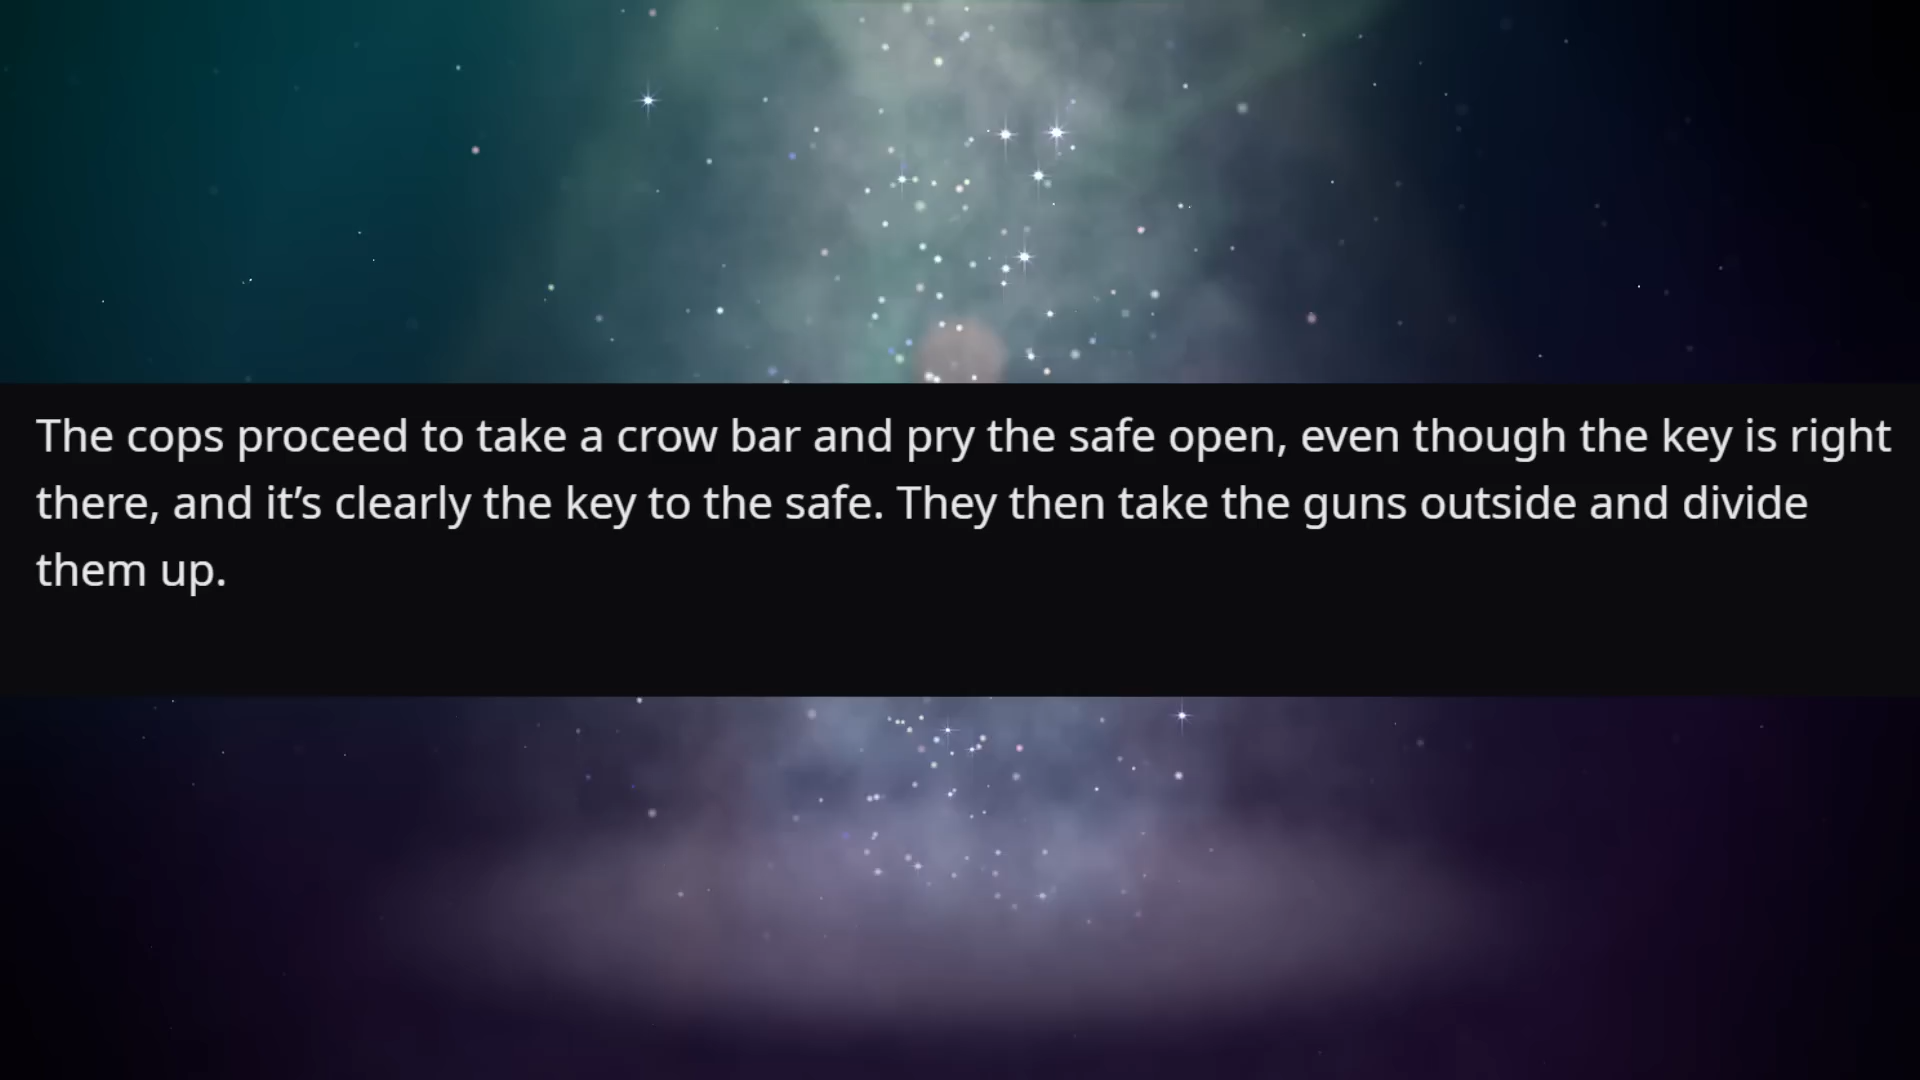 The cops proceed to take a crow bar and pry the safe open, even though the key is right
there, and it’s clearly the key to the safe. They then take the guns outside and divide
them up.